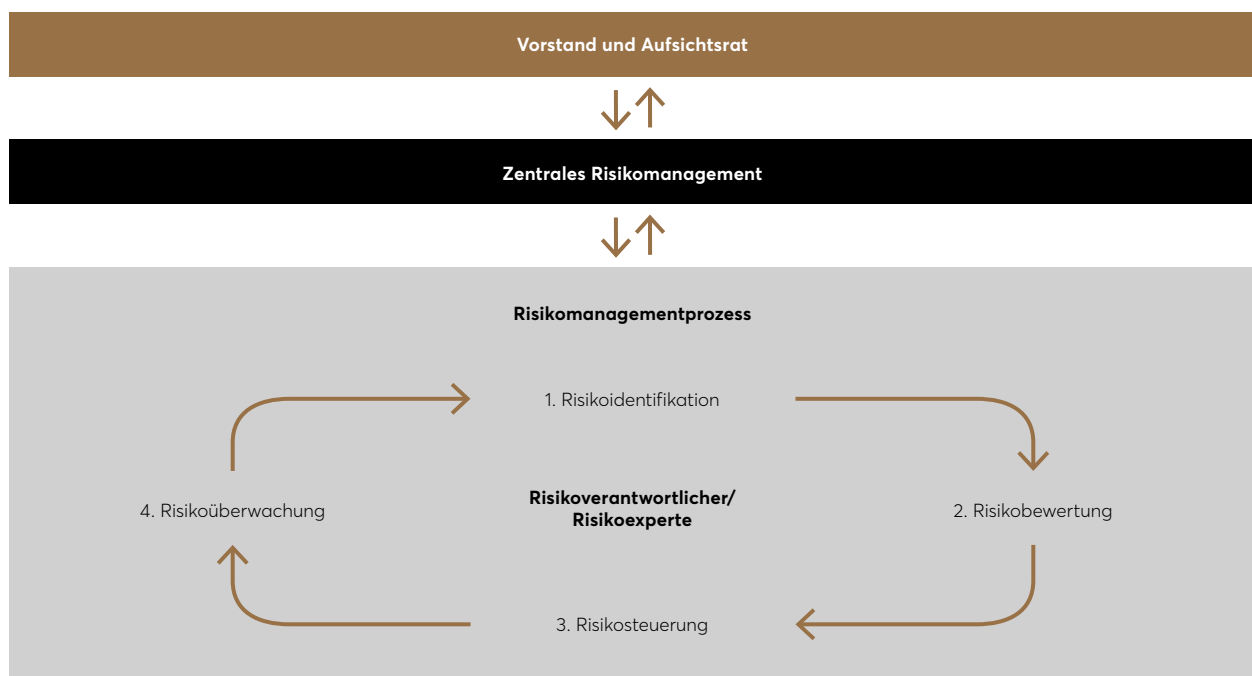 Vorstand und Aufsichtsrat
Zentrales Risikomanagement
Risikomanagementprozess
1. Risikoidentifikation
4. Risikoüberwachung
Risikoverantwortlicher/
Risikoexperte
2. Risikobewertung
3. Risikosteuerung